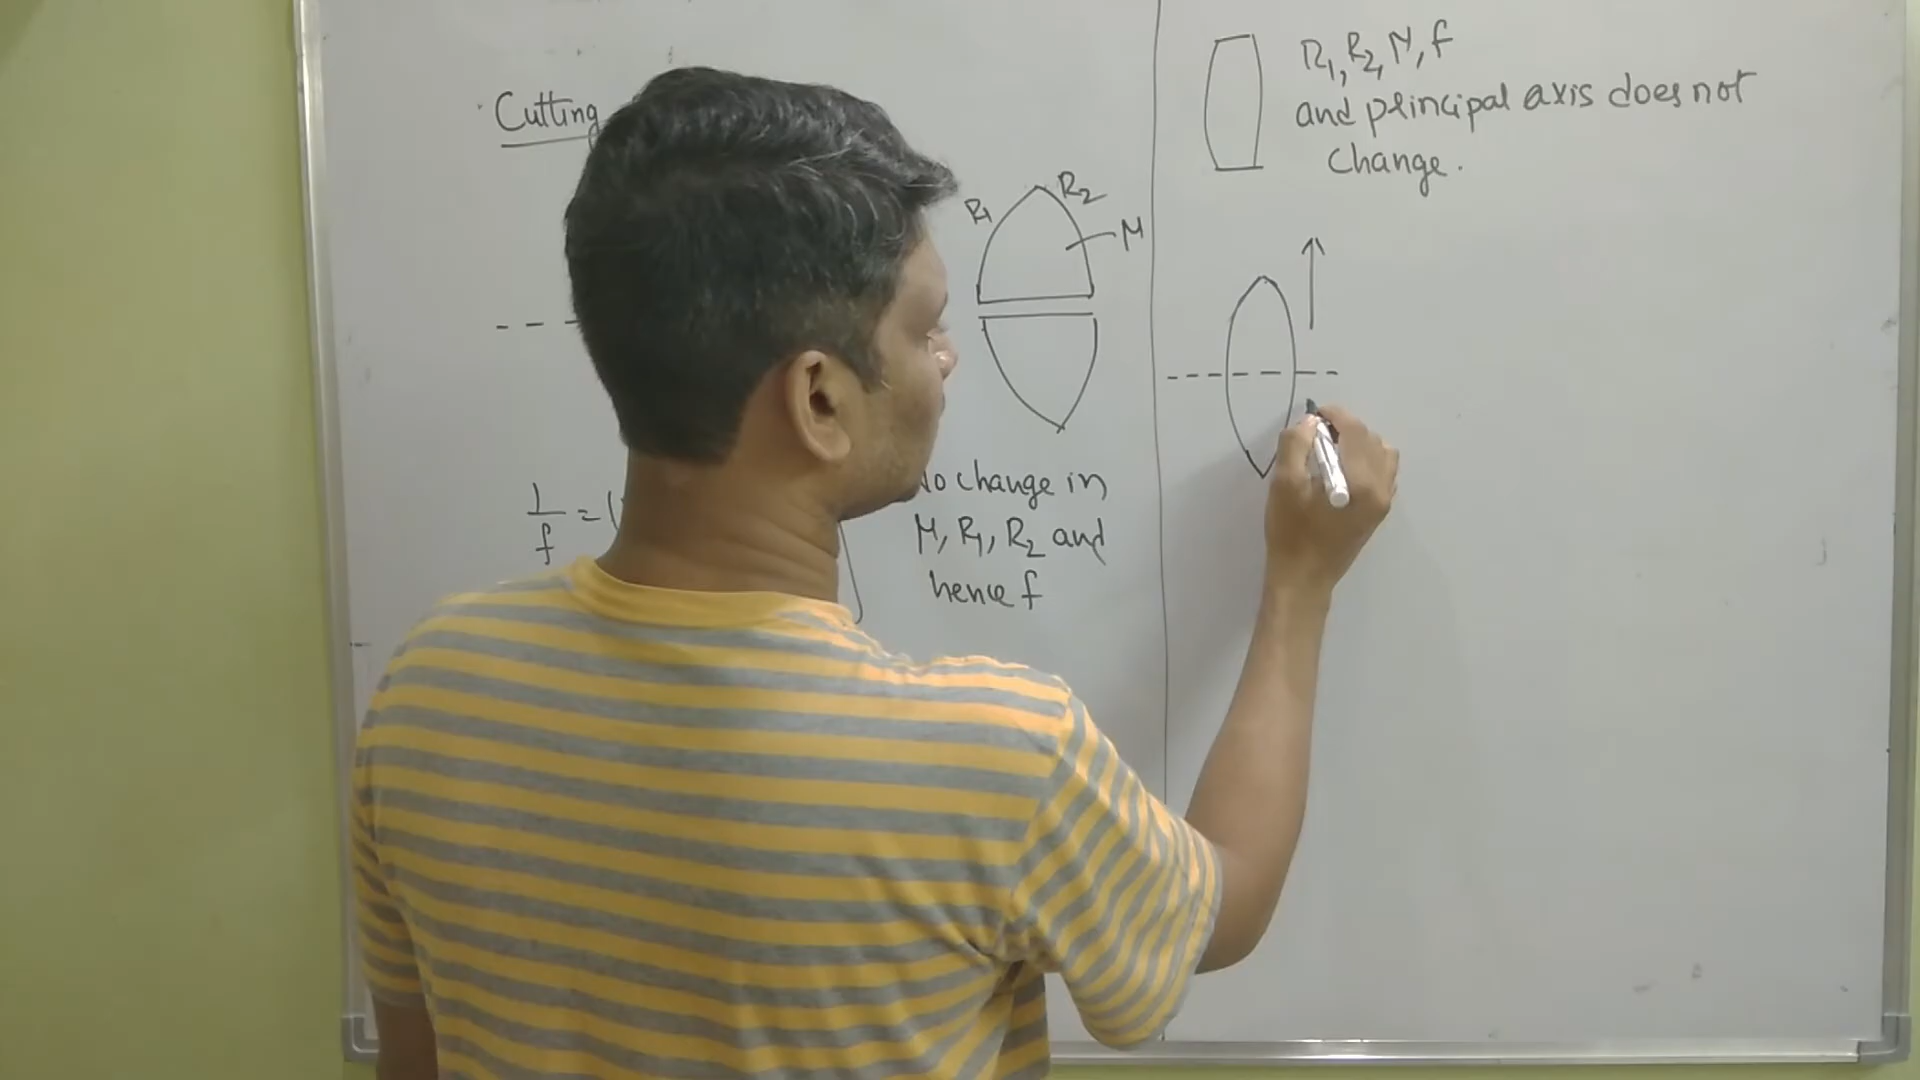 Cutting
R1
R2
M
1/f = (
No change in
M, R1, R2 and
hence f
R1, R2, M, f
and principal axis does not
change.